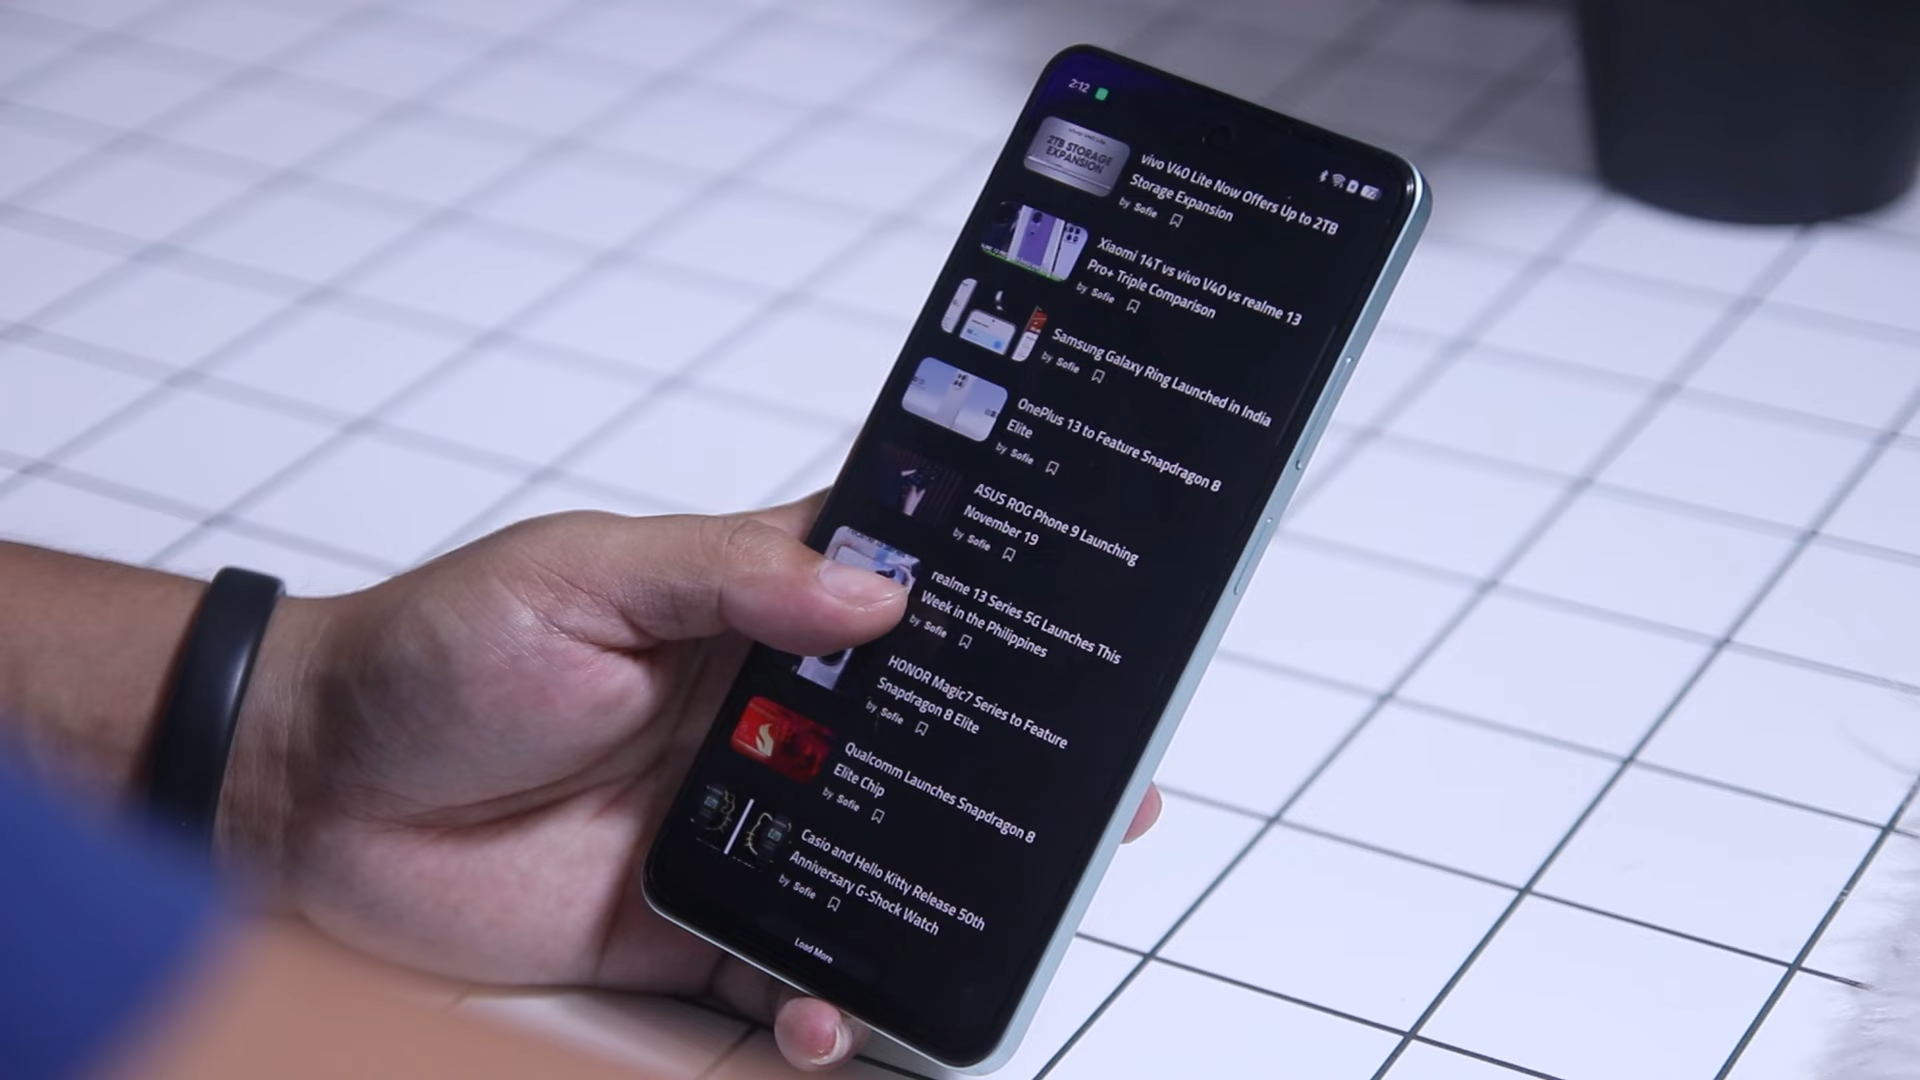 2:12
2TB STORAGE
EXPANSION
vivo V40 Lite Now Offers Up to 2TB
Storage Expansion
by Sofie
Xiaomi 14T vs vivo V40 vs realme 13
Pro+ Triple Comparison
by Sofie
Samsung Galaxy Ring Launched in India
by Sofie
OnePlus 13 to Feature Snapdragon 8
Elite
by Sofie
ASUS ROG Phone 9 Launching
November 19
by Sofie
realme 13 Series 5G Launches This
Week in the Philippines
by Sofie
HONOR Magic7 Series to Feature
Snapdragon 8 Elite
by Sofie
Qualcomm Launches Snapdragon 8
Elite Chip
by Sofie
Casio and Hello Kitty Release 50th
Anniversary G-Shock Watch
by Sofie
Load More